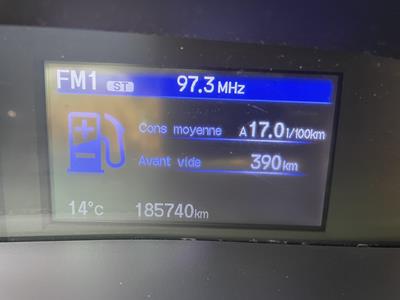 FM1 ST 97.3 MHz
Cons moyenne A 17.0 l/100km
Avant vide 390 km
14°C 185740 km